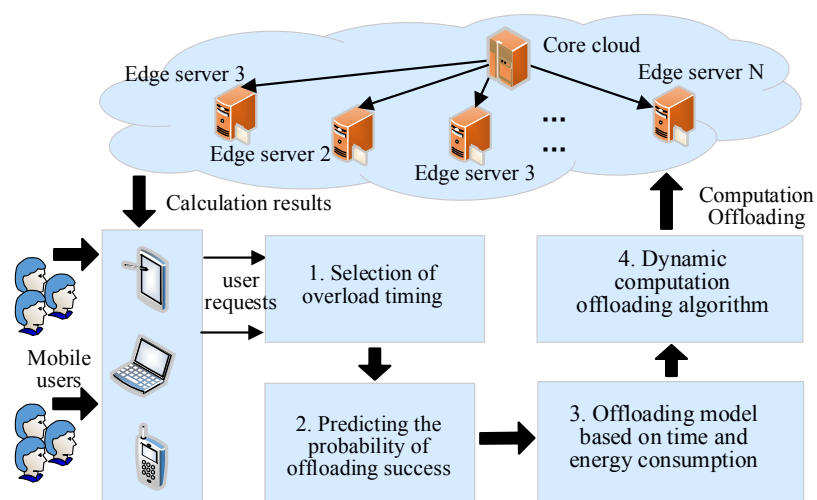 Core cloud
Edge server 3
Edge server N
Edge server 2
Edge server 3
...
...
Calculation results
Computation
Offloading
user
requests
1. Selection of
overload timing
4. Dynamic
computation
offloading algorithm
Mobile
users
2. Predicting the
probability of
offloading success
3. Offloading model
based on time and
energy consumption